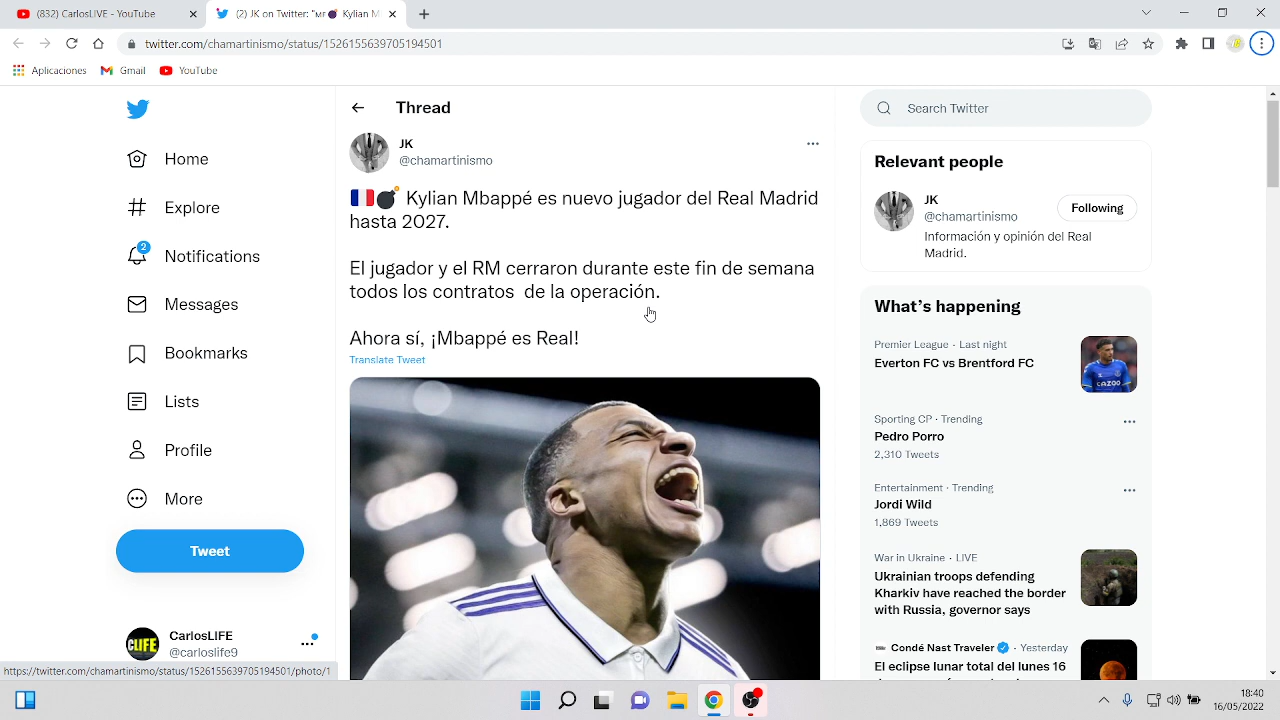 (832) CarlosLIVE - YouTube
(2) JK on Twitter: "🇫🇷💣 Kylian M
twitter.com/chamartinismo/status/1526155639705194501
Aplicaciones
Gmail
YouTube
Home
Explore
2
Notifications
Messages
Bookmarks
Lists
Profile
More
Tweet
CarlosLIFE
@carloslife9
CLIFE
https://twitter.com/chamartinismo/status/1526155639705194501/photo/1
Thread
JK
@chamartinismo
🇫🇷💣 Kylian Mbappé es nuevo jugador del Real Madrid
hasta 2027.
El jugador y el RM cerraron durante este fin de semana
todos los contratos de la operación.
Ahora sí, ¡Mbappé es Real!
Translate Tweet
Search Twitter
Relevant people
JK
@chamartinismo
Following
Información y opinión del Real
Madrid.
What's happening
Premier League · Last night
Everton FC vs Brentford FC
CAZOO
Sporting CP · Trending
Pedro Porro
2,310 Tweets
Entertainment · Trending
Jordi Wild
1,869 Tweets
War in Ukraine · LIVE
Ukrainian troops defending
Kharkiv have reached the border
with Russia, governor says
Condé Nast Traveler · Yesterday
El eclipse lunar total del lunes 16
18:40
16/05/2022